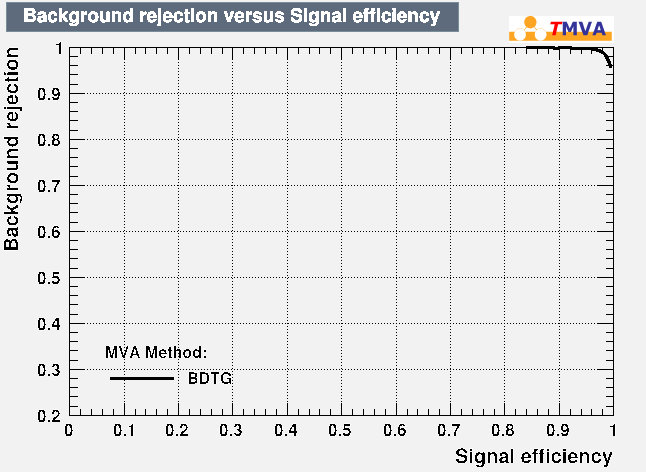 Background rejection versus Signal efficiency
TMVA
Background rejection
1
0.9
0.8
0.7
0.6
0.5
0.4
0.3
0.2
MVA Method:
BDTG
0 0.1 0.2 0.3 0.4 0.5 0.6 0.7 0.8 0.9 1
Signal efficiency